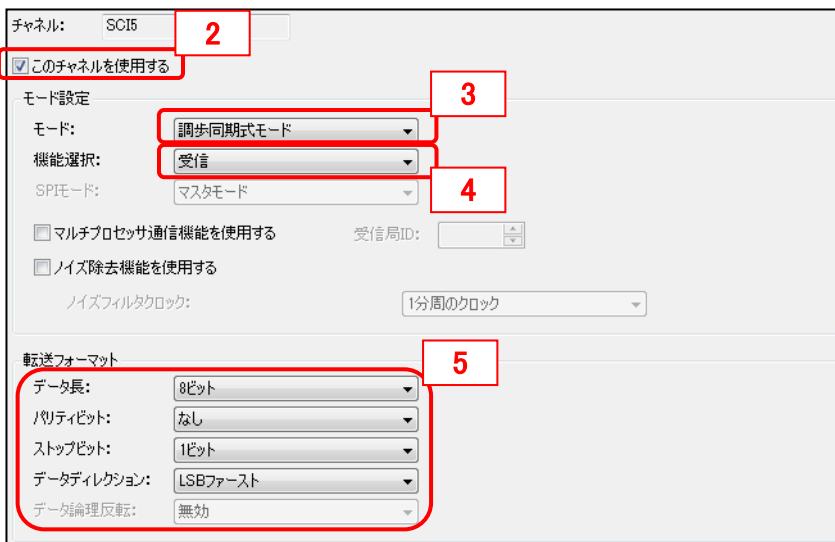 チャネル: SCI5
2
このチャネルを使用する
モード設定
3
モード: 調歩同期式モード
機能選択: 受信
4
SPIモード: マスタモード
マルチプロセッサ通信機能を使用する 受信局ID:
ノイズ除去機能を使用する
ノイズフィルタクロック: 1分周のクロック
転送フォーマット
5
データ長: 8ビット
パリティビット: なし
ストップビット: 1ビット
データディレクション: LSBファースト
データ論理反転: 無効